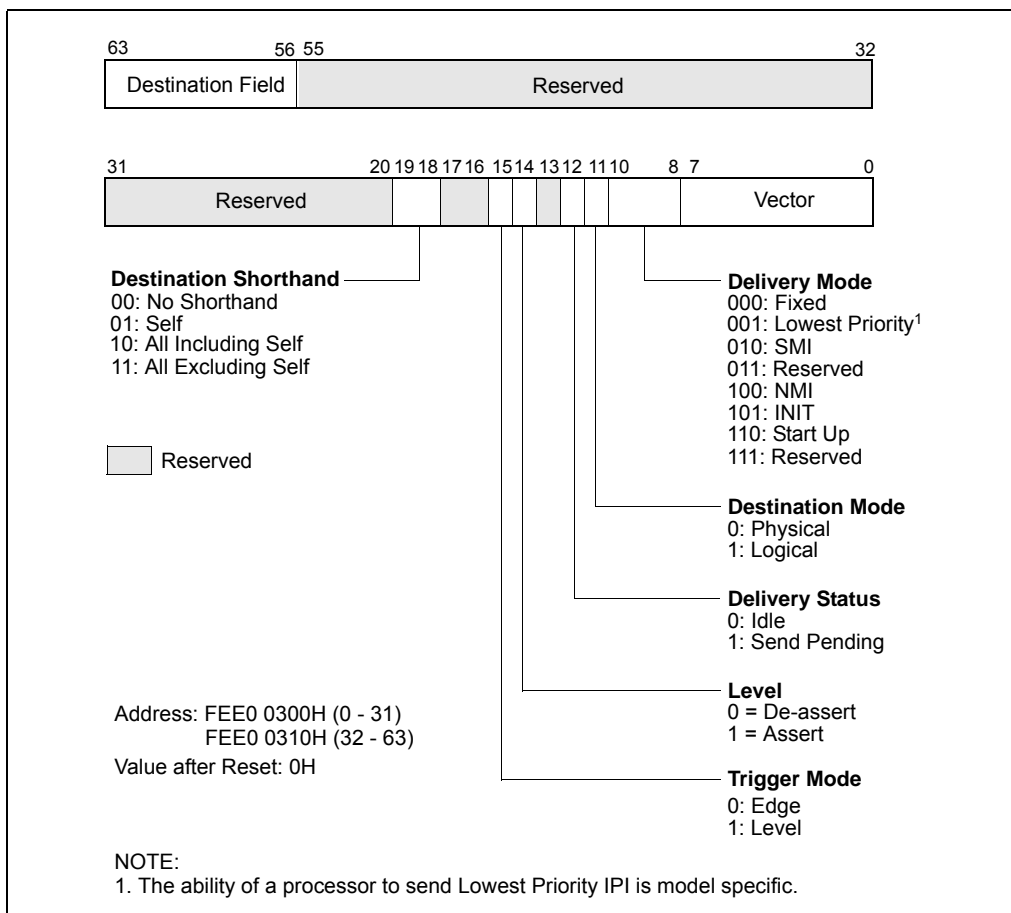 63 56 55 32
Destination Field Reserved
31 20 19 18 17 16 15 14 13 12 11 10 8 7 0
Reserved Vector
Destination Shorthand
00: No Shorthand
01: Self
10: All Including Self
11: All Excluding Self
Reserved
Delivery Mode
000: Fixed
001: Lowest Priority¹
010: SMI
011: Reserved
100: NMI
101: INIT
110: Start Up
111: Reserved
Destination Mode
0: Physical
1: Logical
Delivery Status
0: Idle
1: Send Pending
Level
0 = De-assert
1 = Assert
Address: FEE0 0300H (0 - 31)
FEE0 0310H (32 - 63)
Value after Reset: 0H
Trigger Mode
0: Edge
1: Level
NOTE:
1. The ability of a processor to send Lowest Priority IPI is model specific.